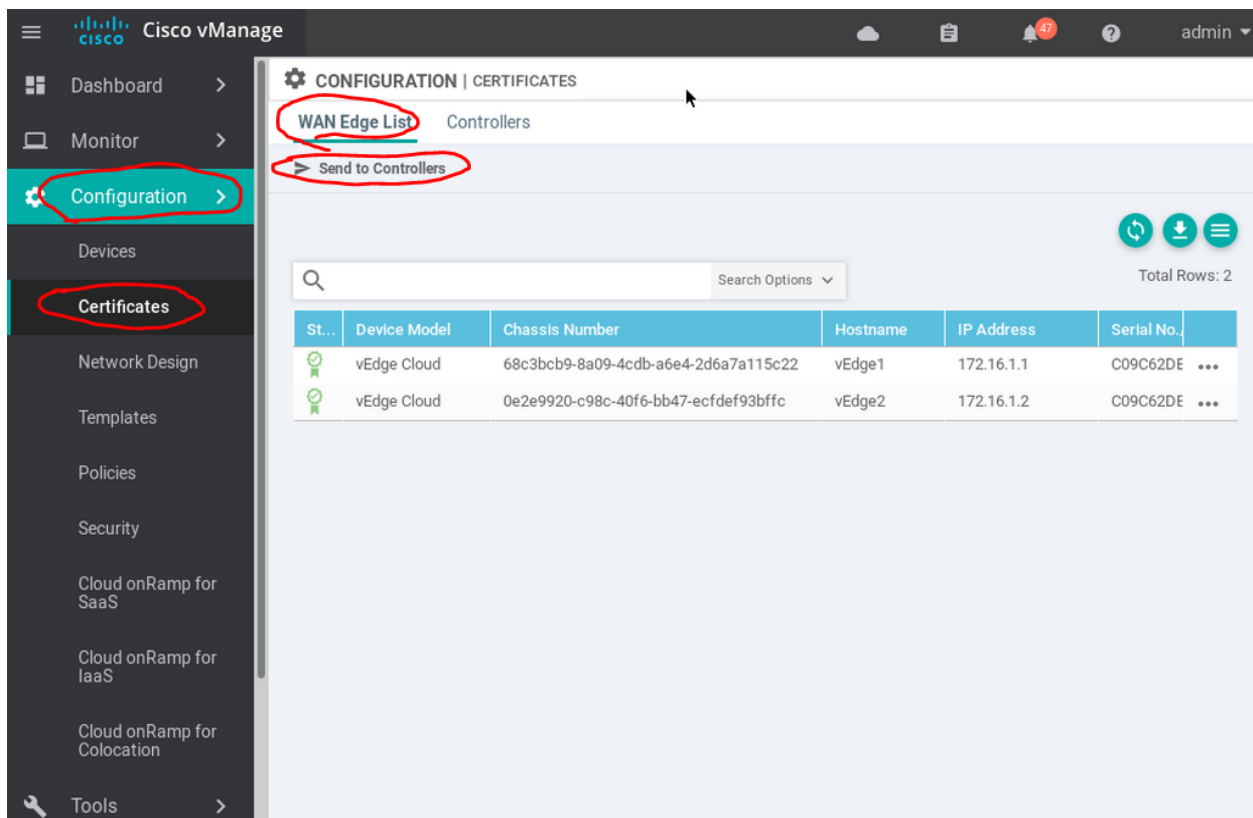 CISCO
Cisco vManage
47
admin
Dashboard
Monitor
Configuration
Devices
Certificates
Network Design
Templates
Policies
Security
Cloud onRamp for
SaaS
Cloud onRamp for
IaaS
Cloud onRamp for
Colocation
Tools
CONFIGURATION | CERTIFICATES
WAN Edge List Controllers
Send to Controllers
Search Options
Total Rows: 2
St... Device Model Chassis Number Hostname IP Address Serial No.
vEdge Cloud 68c3bcb9-8a09-4cdb-a6e4-2d6a7a115c22 vEdge1 172.16.1.1 C09C62DE •••
vEdge Cloud 0e2e9920-c98c-40f6-bb47-ecfdef93bffc vEdge2 172.16.1.2 C09C62DE •••